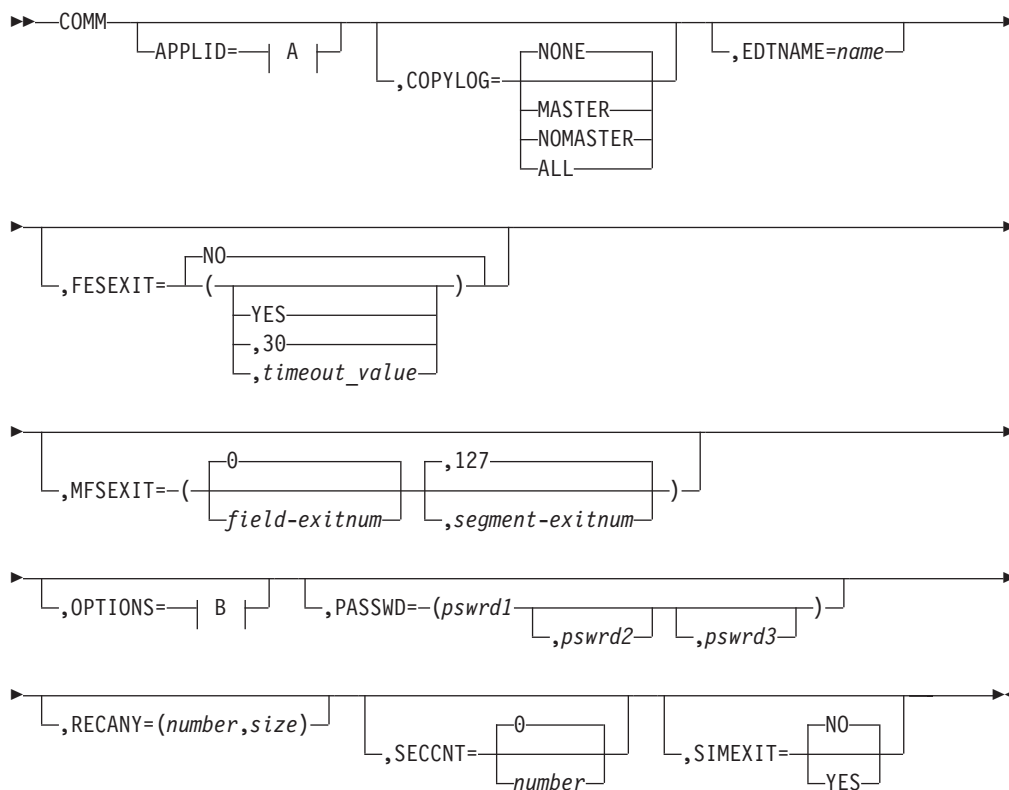 COMM
APPLID= A
,COPYLOG= NONE
MASTER
NOMASTER
ALL
,EDTNAME=name
,FESEXIT= NO
( YES )
,30
,timeout_value
,MFSEXIT=( 0 ,127 )
field-exitnum ,segment-exitnum
,OPTIONS= B
,PASSWD=(pswrd1 ,pswrd2 ,pswrd3 )
,RECANY=(number,size)
,SECCNT= 0
number
,SIMEXIT= NO
YES